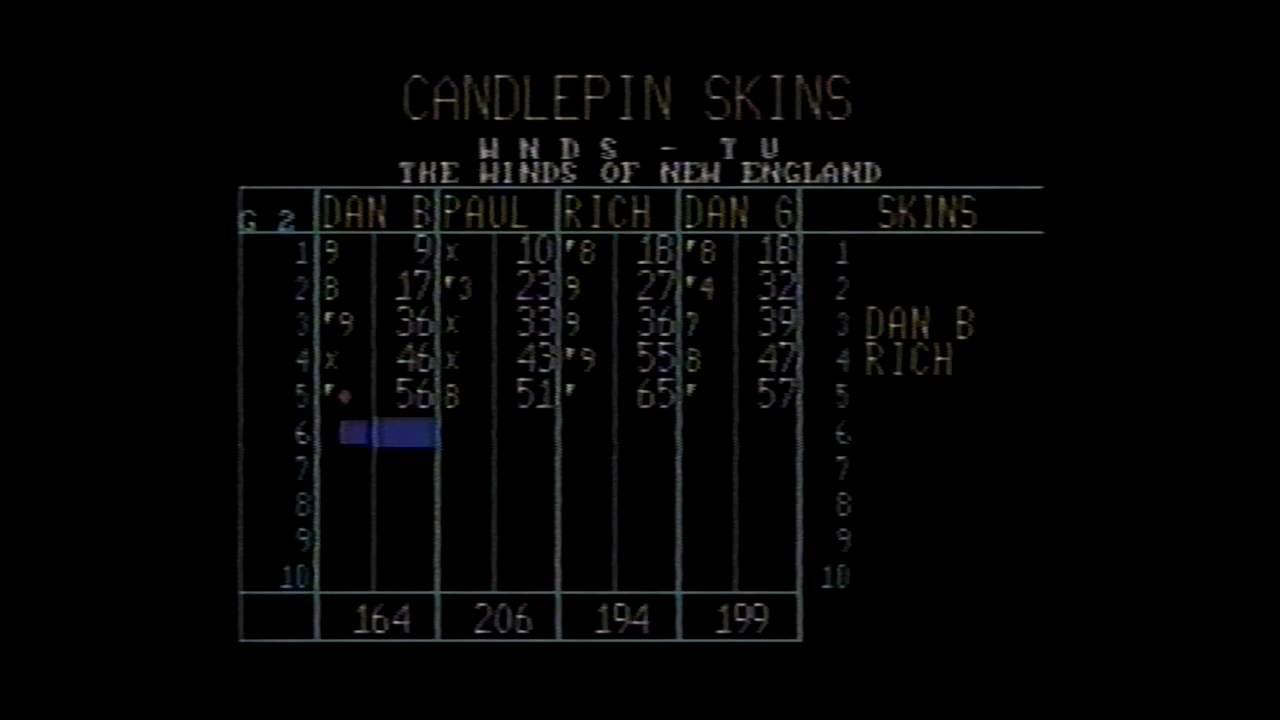 CANDLEPIN SKINS
WNDS - TV
THE WINDS OF NEW ENGLAND
G 2 DAN B PAUL RICH DAN G SKINS
1 9 9 X 10 8 18 8 18 1
2 8 17 3 23 9 27 4 32 2
3 9 36 X 33 9 36 7 39 3 DAN B
4 X 46 X 43 9 55 8 47 4 RICH
5 56 8 51 65 57 5
6 6
7 7
8 8
9 9
10 10
164 206 194 199